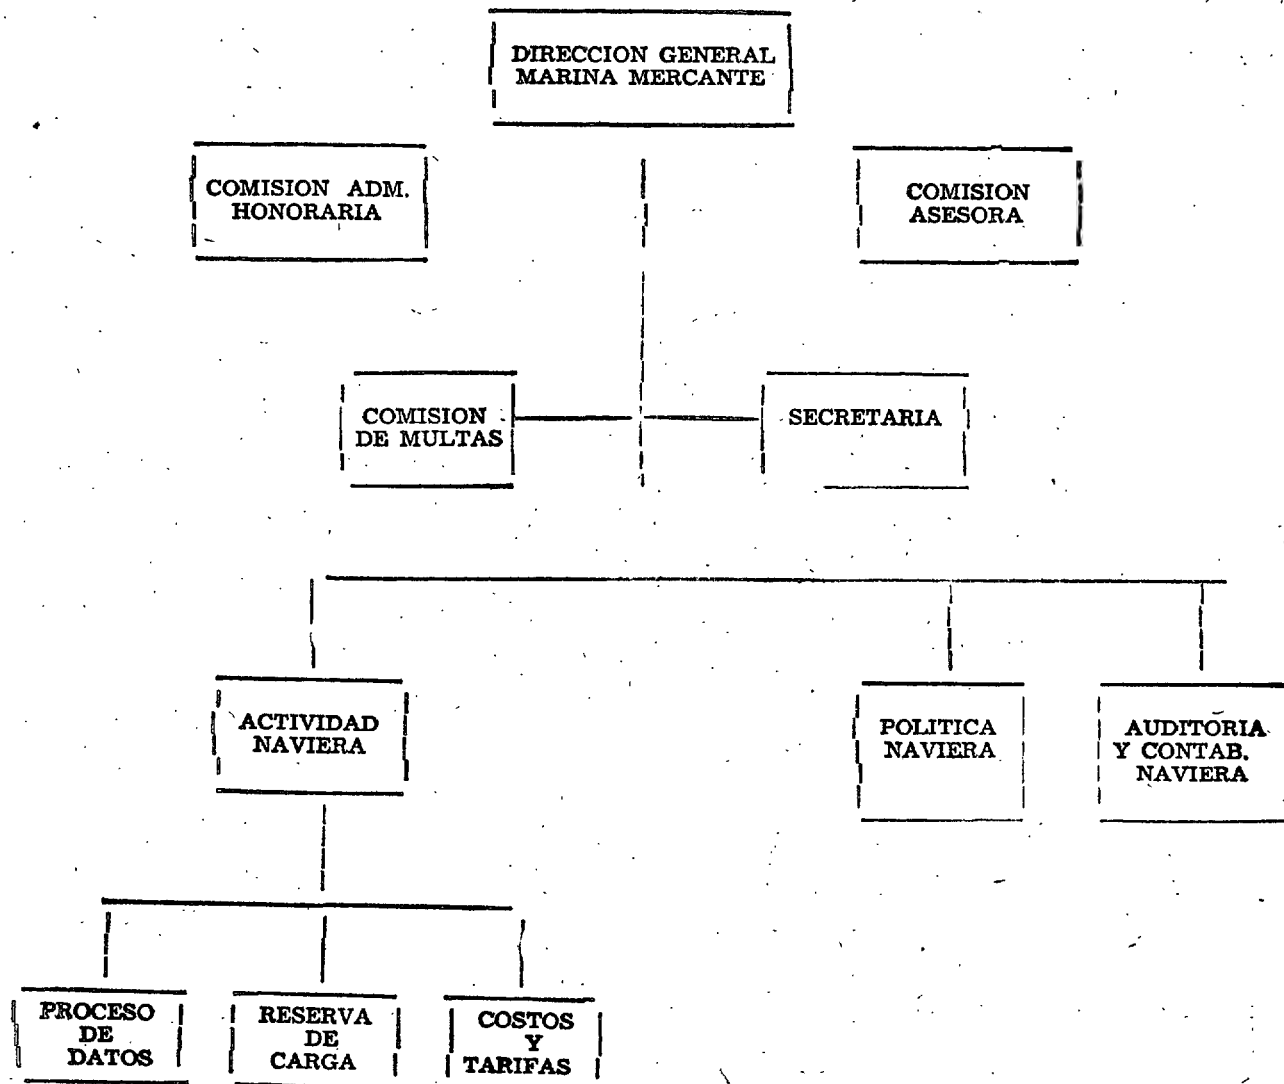 DIRECCION GENERAL
MARINA MERCANTE
COMISION ADM.
HONORARIA
COMISION
ASESORA
COMISION
DE MULTAS
SECRETARIA
ACTIVIDAD
NAVIERA
POLITICA
NAVIERA
AUDITORIA
Y CONTAB.
NAVIERA
PROCESO
DE
DATOS
RESERVA
DE
CARGA
COSTOS
Y
TARIFAS